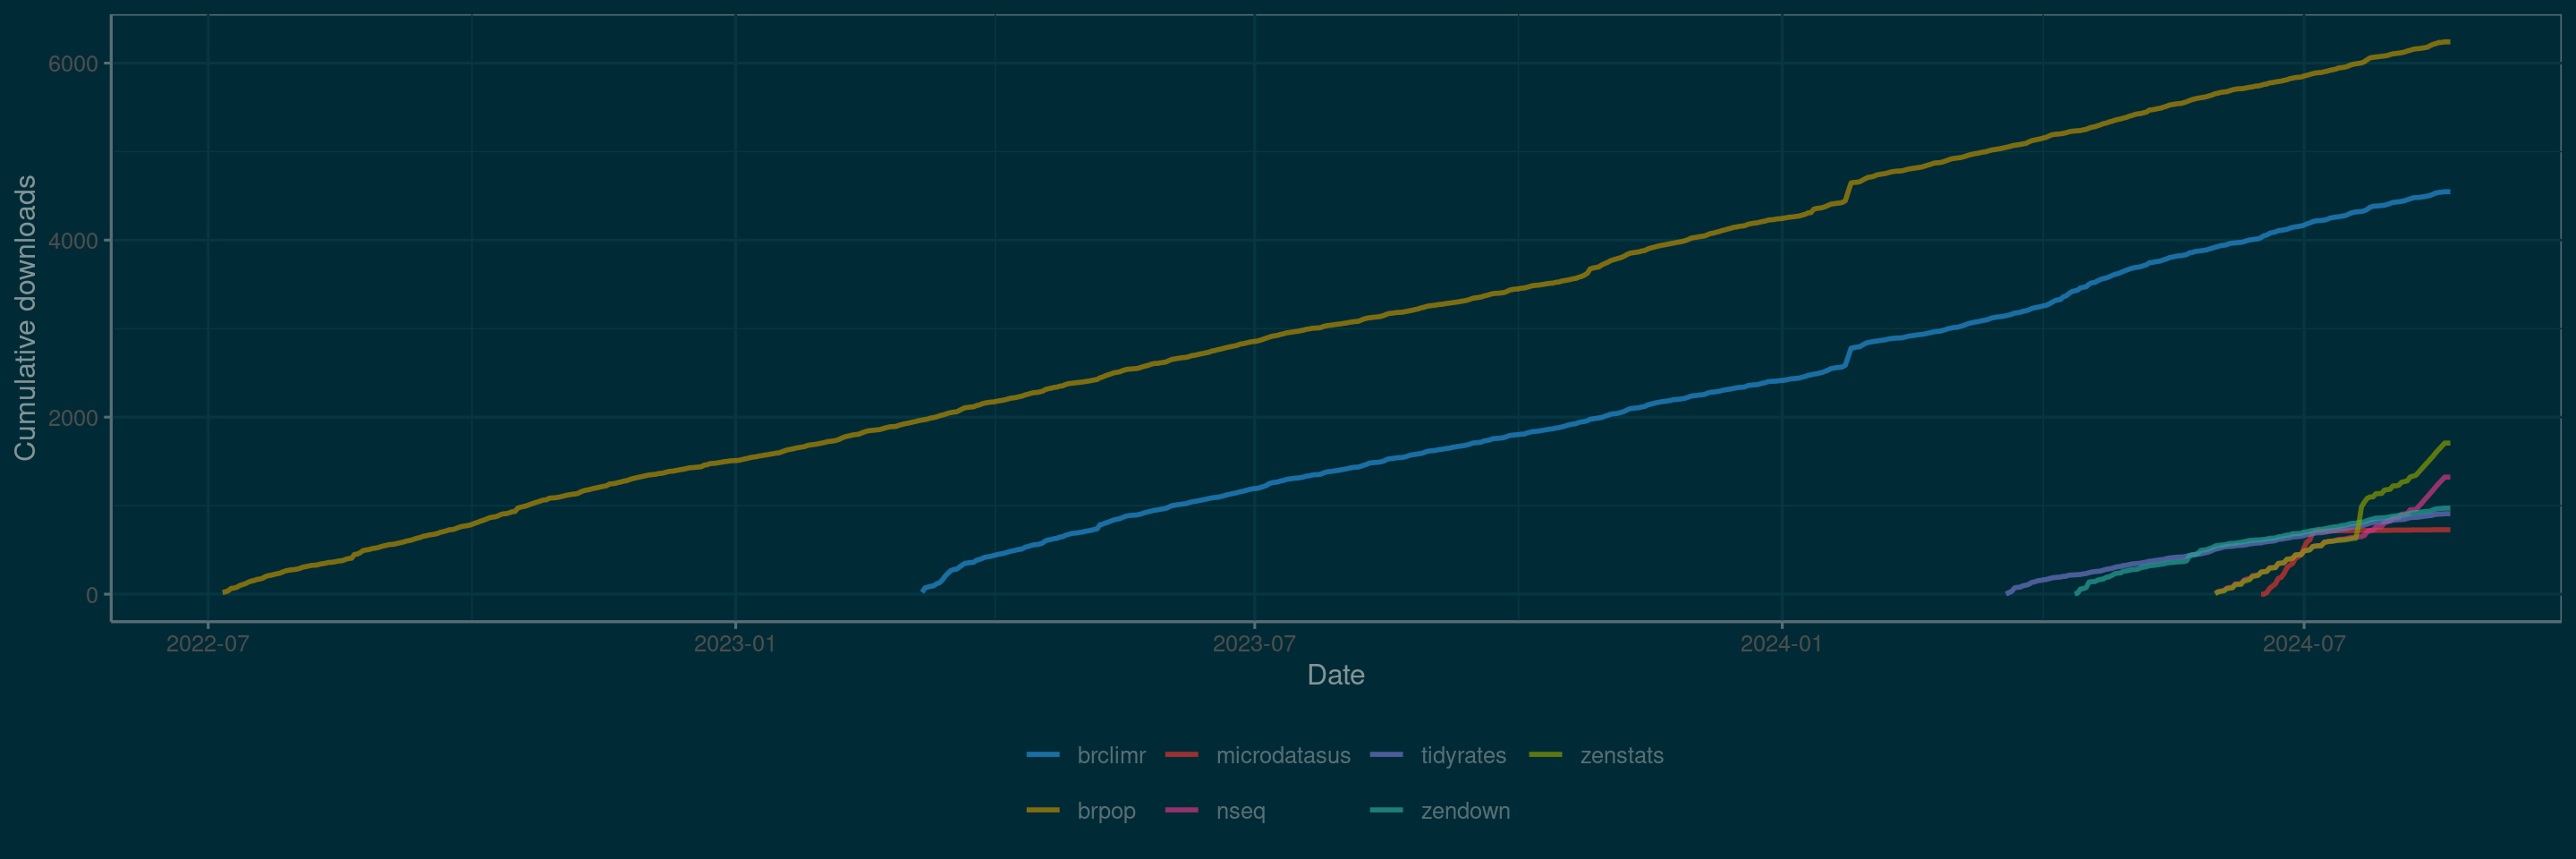 Cumulative downloads
6000
4000
2000
0
2022-07 2023-01 2023-07 2024-01 2024-07
Date
brclimr microdatasus tidyrates zenstats
brpop nseq zendown